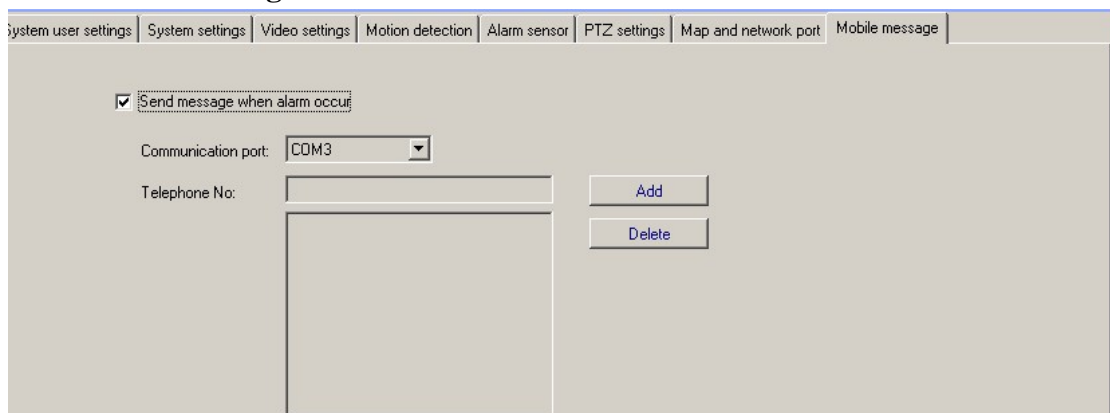 System user settings System settings Video settings Motion detection Alarm sensor PTZ settings Map and network port Mobile message
Send message when alarm occur
Communication port: COM3
Telephone No: Add
Delete